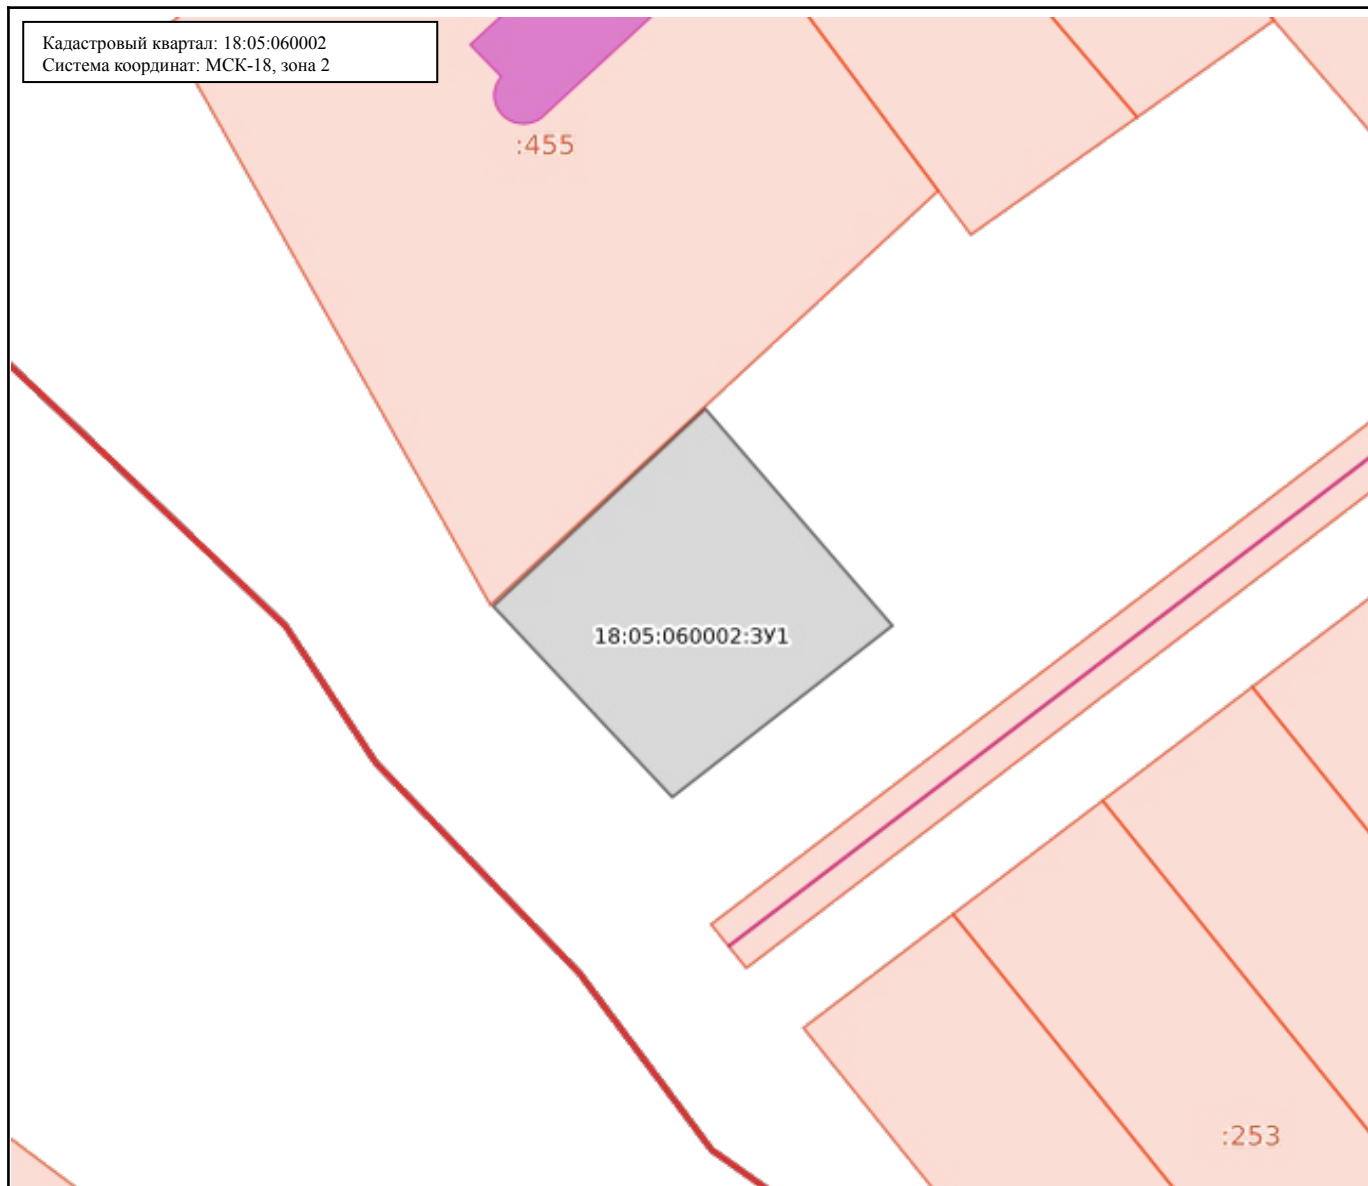 Кадастровый квартал: 18:05:060002
Система координат: МСК-18, зона 2
:455
18:05:060002:ЗУ1
:253